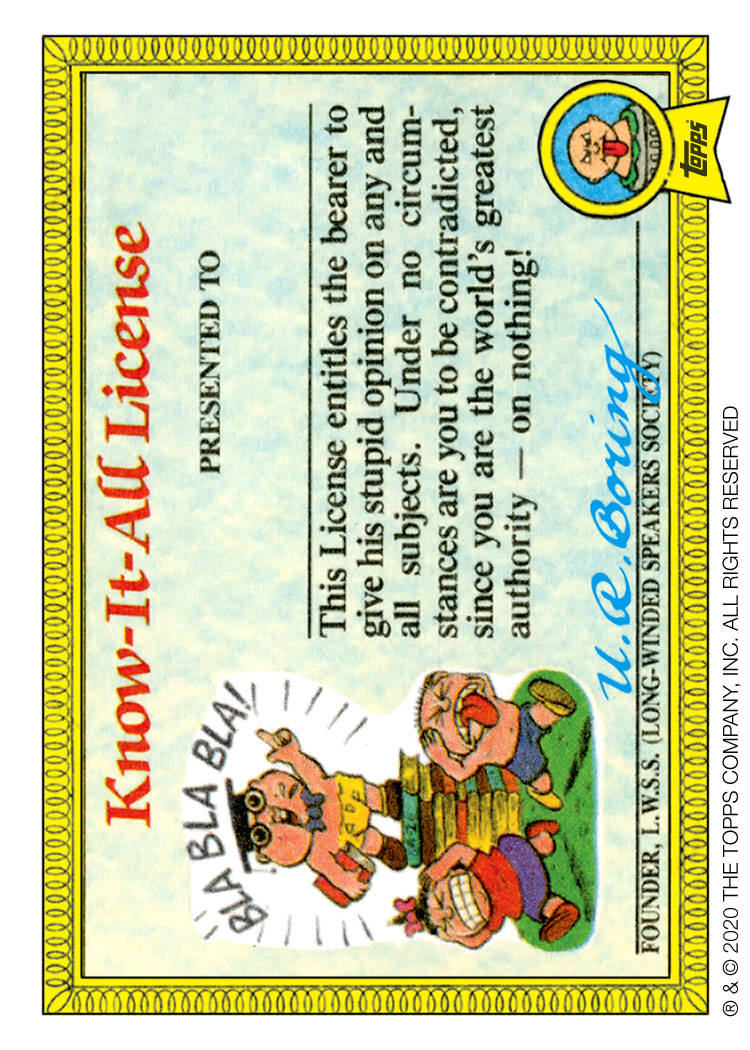 Know-It-All License
PRESENTED TO
This License entitles the bearer to
give his stupid opinion on any and
all subjects. Under no circum-
stances are you to be contradicted,
since you are the world's greatest
authority — on nothing!
BLA BLA BLA!
U.R. Boring
FOUNDER, L.W.S.S. (LONG-WINDED SPEAKERS SOCIETY)
topps
® & © 2020 THE TOPPS COMPANY, INC. ALL RIGHTS RESERVED